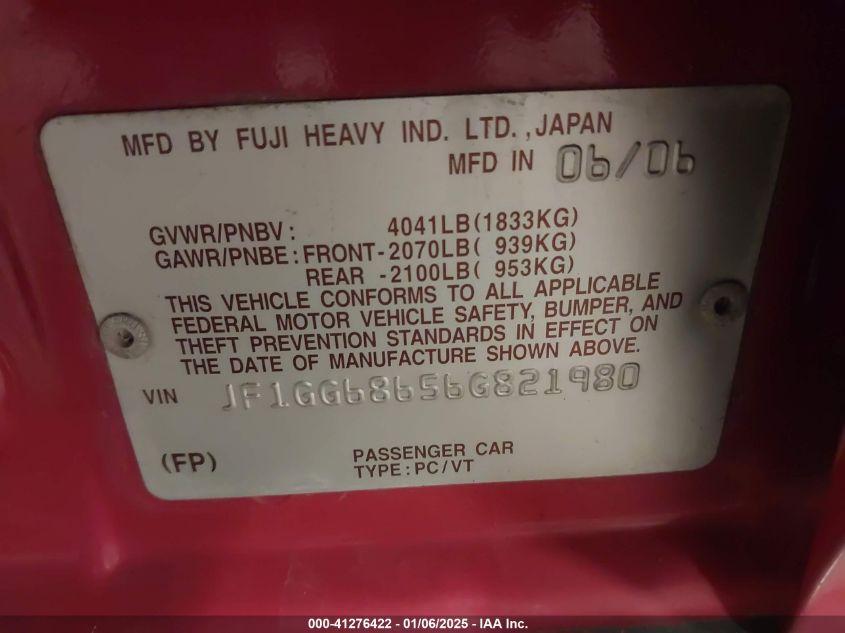 MFD BY FUJI HEAVY IND. LTD.,JAPAN
MFD IN 06/06
GVWR/PNBV: 4041LB(1833KG)
GAWR/PNBE:FRONT-2070LB( 939KG)
REAR -2100LB( 953KG)
THIS VEHICLE CONFORMS TO ALL APPLICABLE
FEDERAL MOTOR VEHICLE SAFETY, BUMPER, AND
THEFT PREVENTION STANDARDS IN EFFECT ON
THE DATE OF MANUFACTURE SHOWN ABOVE.
VIN JF1GG68656G821980
(FP) PASSENGER CAR
TYPE:PC/VT
000-41276422 - 01/06/2025 - IAA Inc.